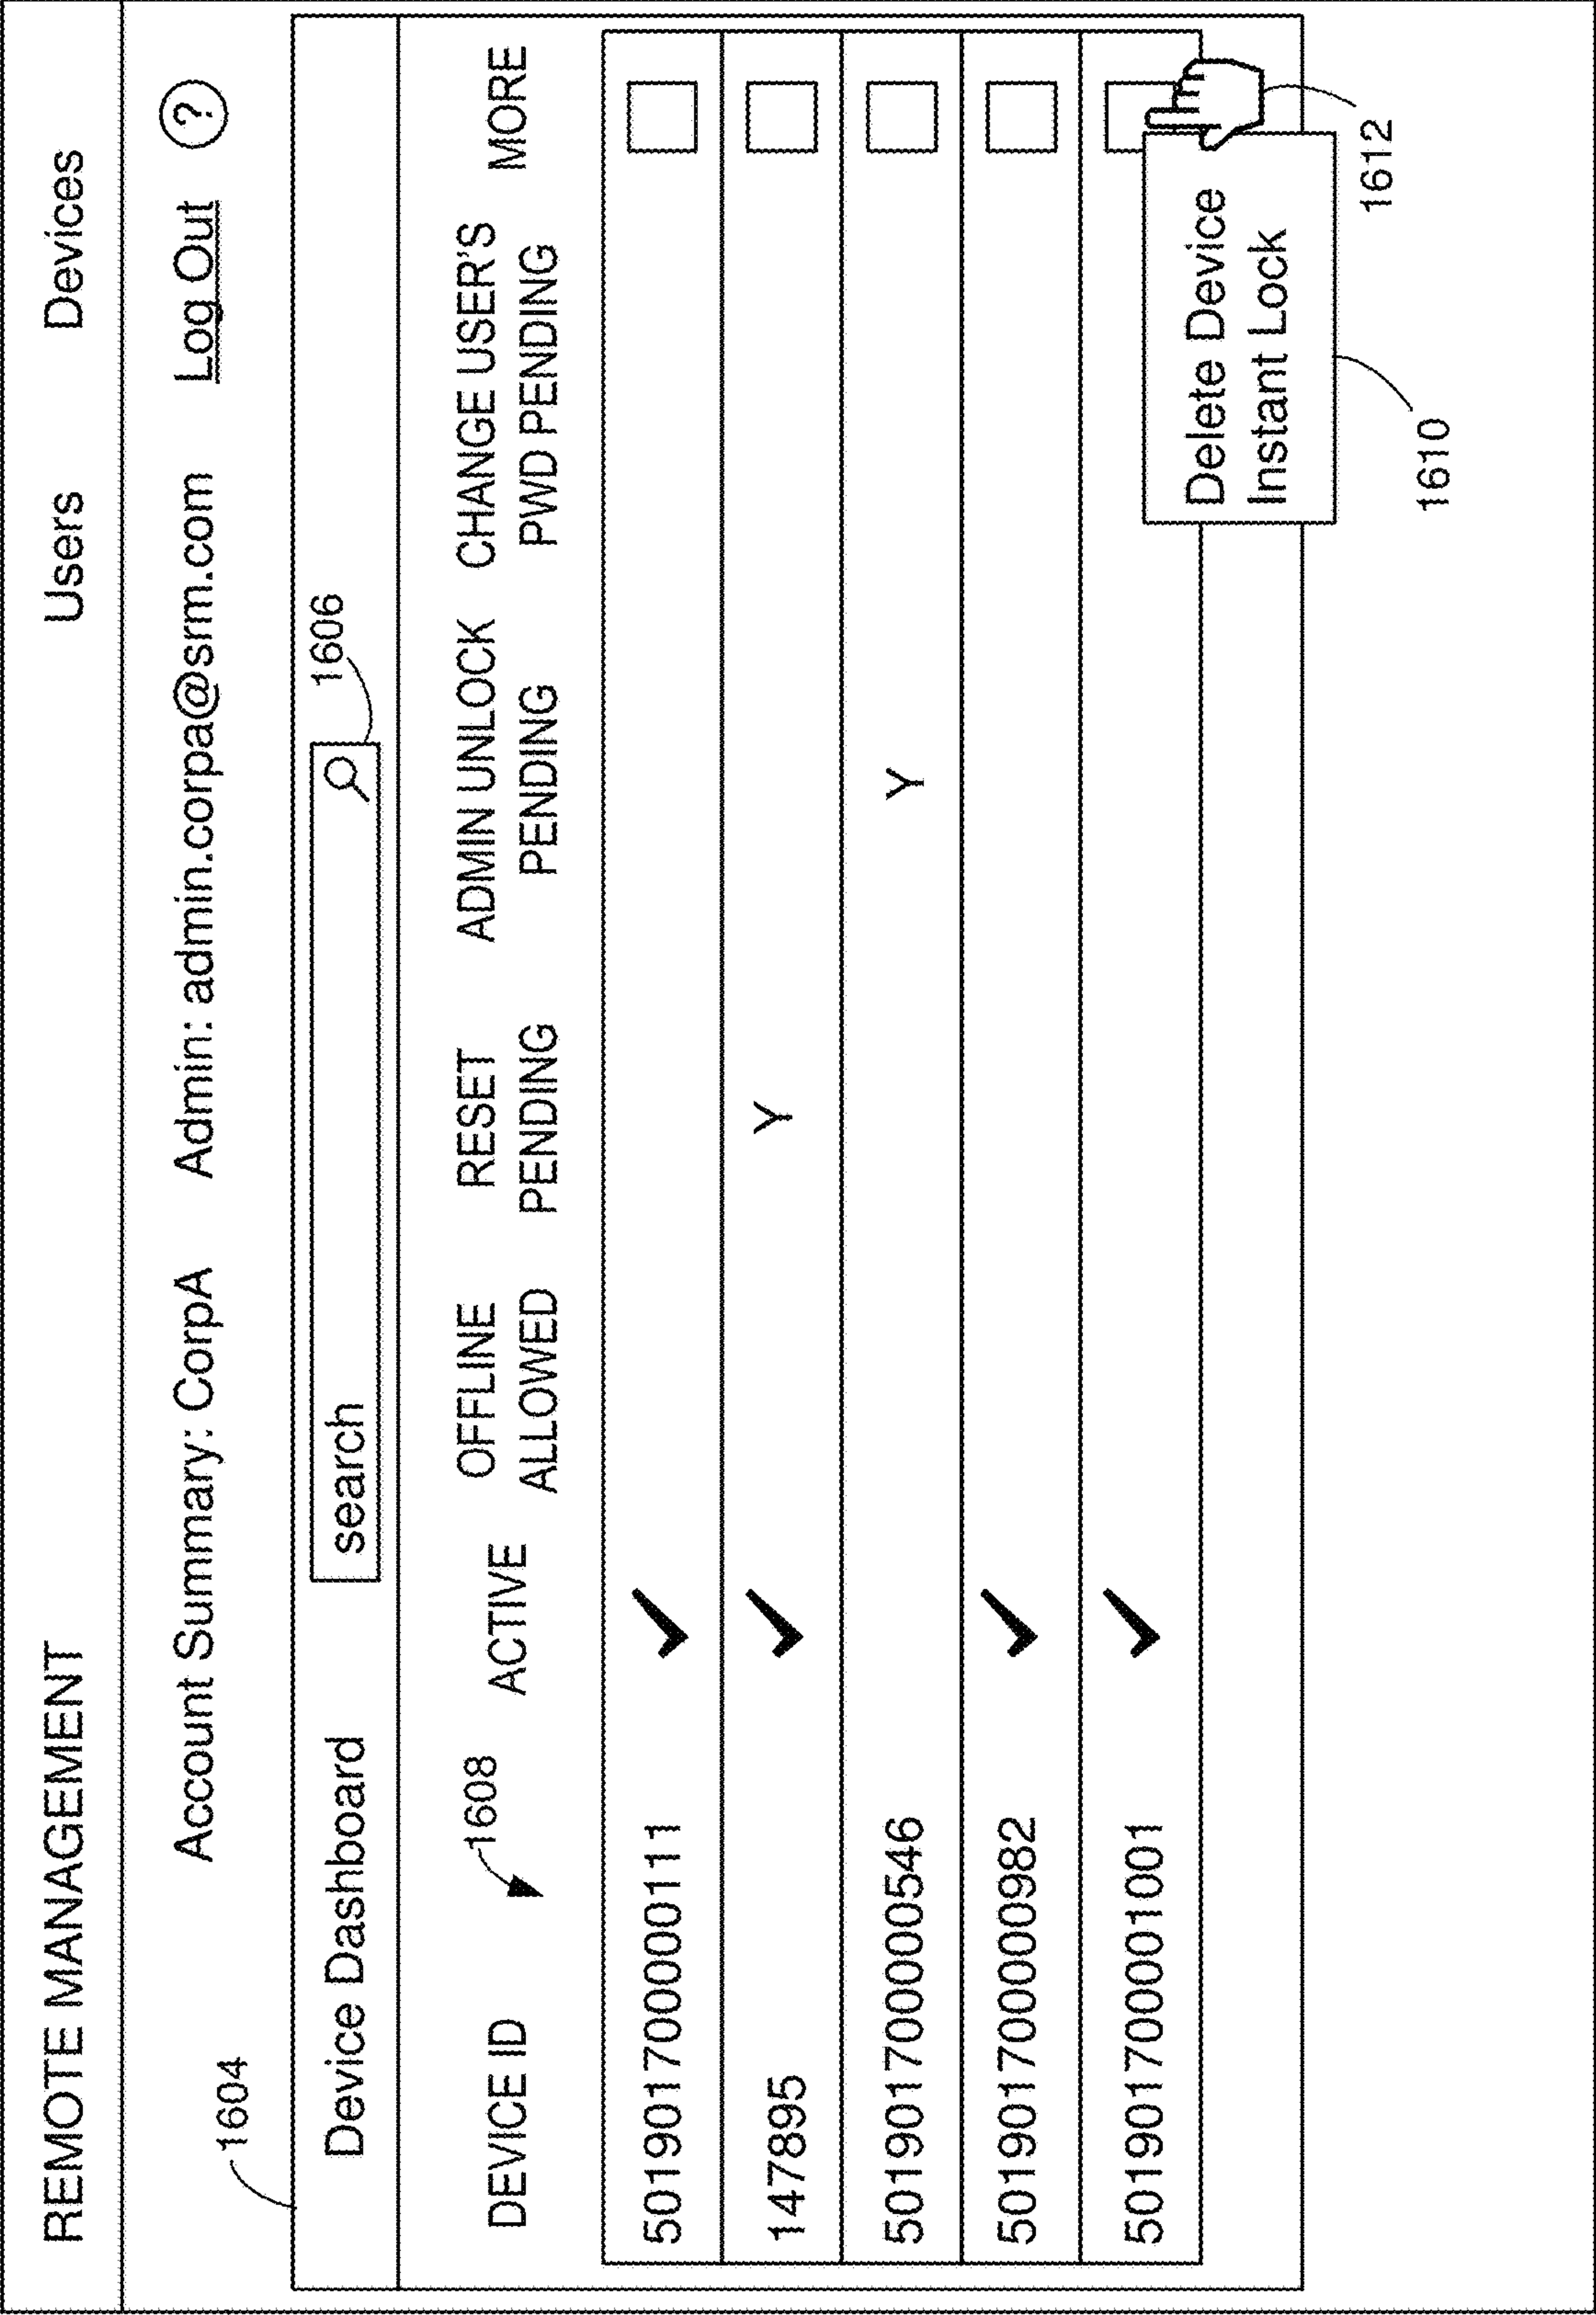 REMOTE MANAGEMENT Users Devices
Account Summary: CorpA Admin: admin.corpa@srm.com Log Out ?
1604
Device Dashboard search 1606
1608
DEVICE ID ACTIVE OFFLINE ALLOWED RESET PENDING ADMIN UNLOCK PENDING CHANGE USER'S PWD PENDING MORE
501901700000111 ✓
147895 ✓ Y
501901700000546 Y
501901700000982 ✓
501901700001001 ✓
Delete Device
Instant Lock
1612
1610